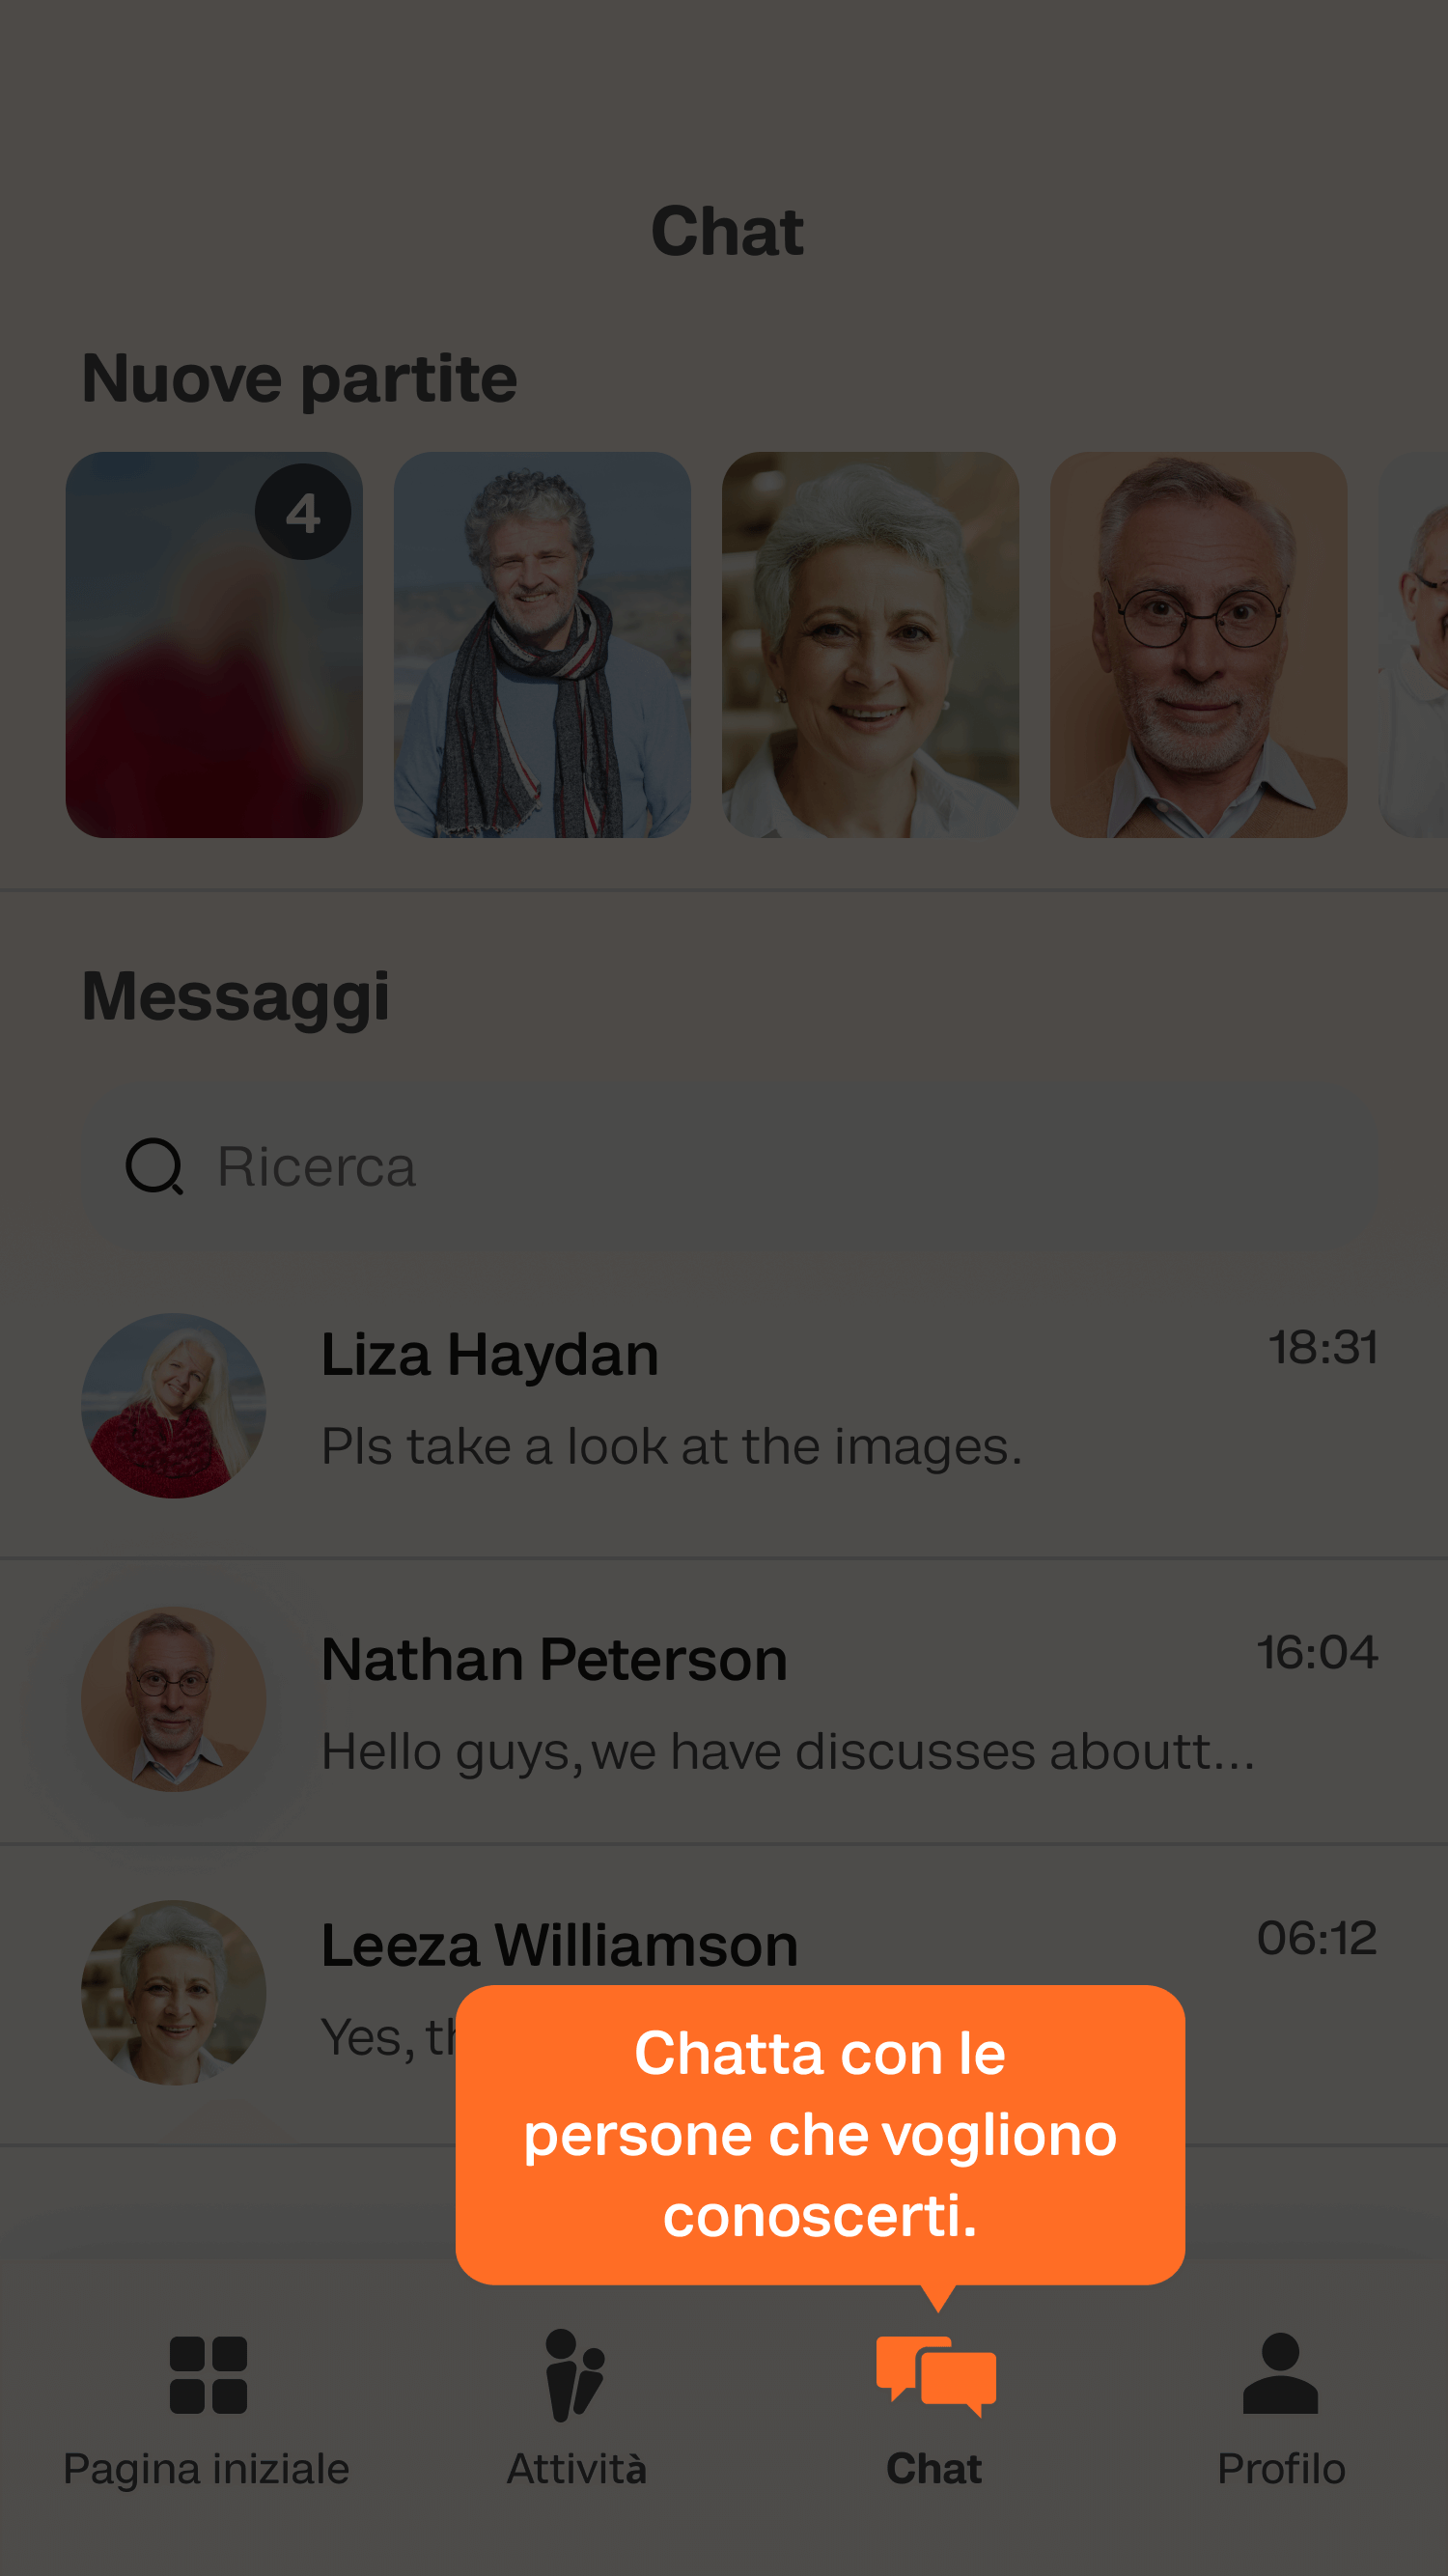 Chat
Nuove partite
4
Messaggi
Ricerca
Liza Haydan
18:31
Pls take a look at the images.
Nathan Peterson
16:04
Hello guys, we have discusses aboutt...
Leeza Williamson
06:12
Yes,
Chatta con le
persone che vogliono
conoscerti.
Pagina iniziale
Attività
Chat
Profilo